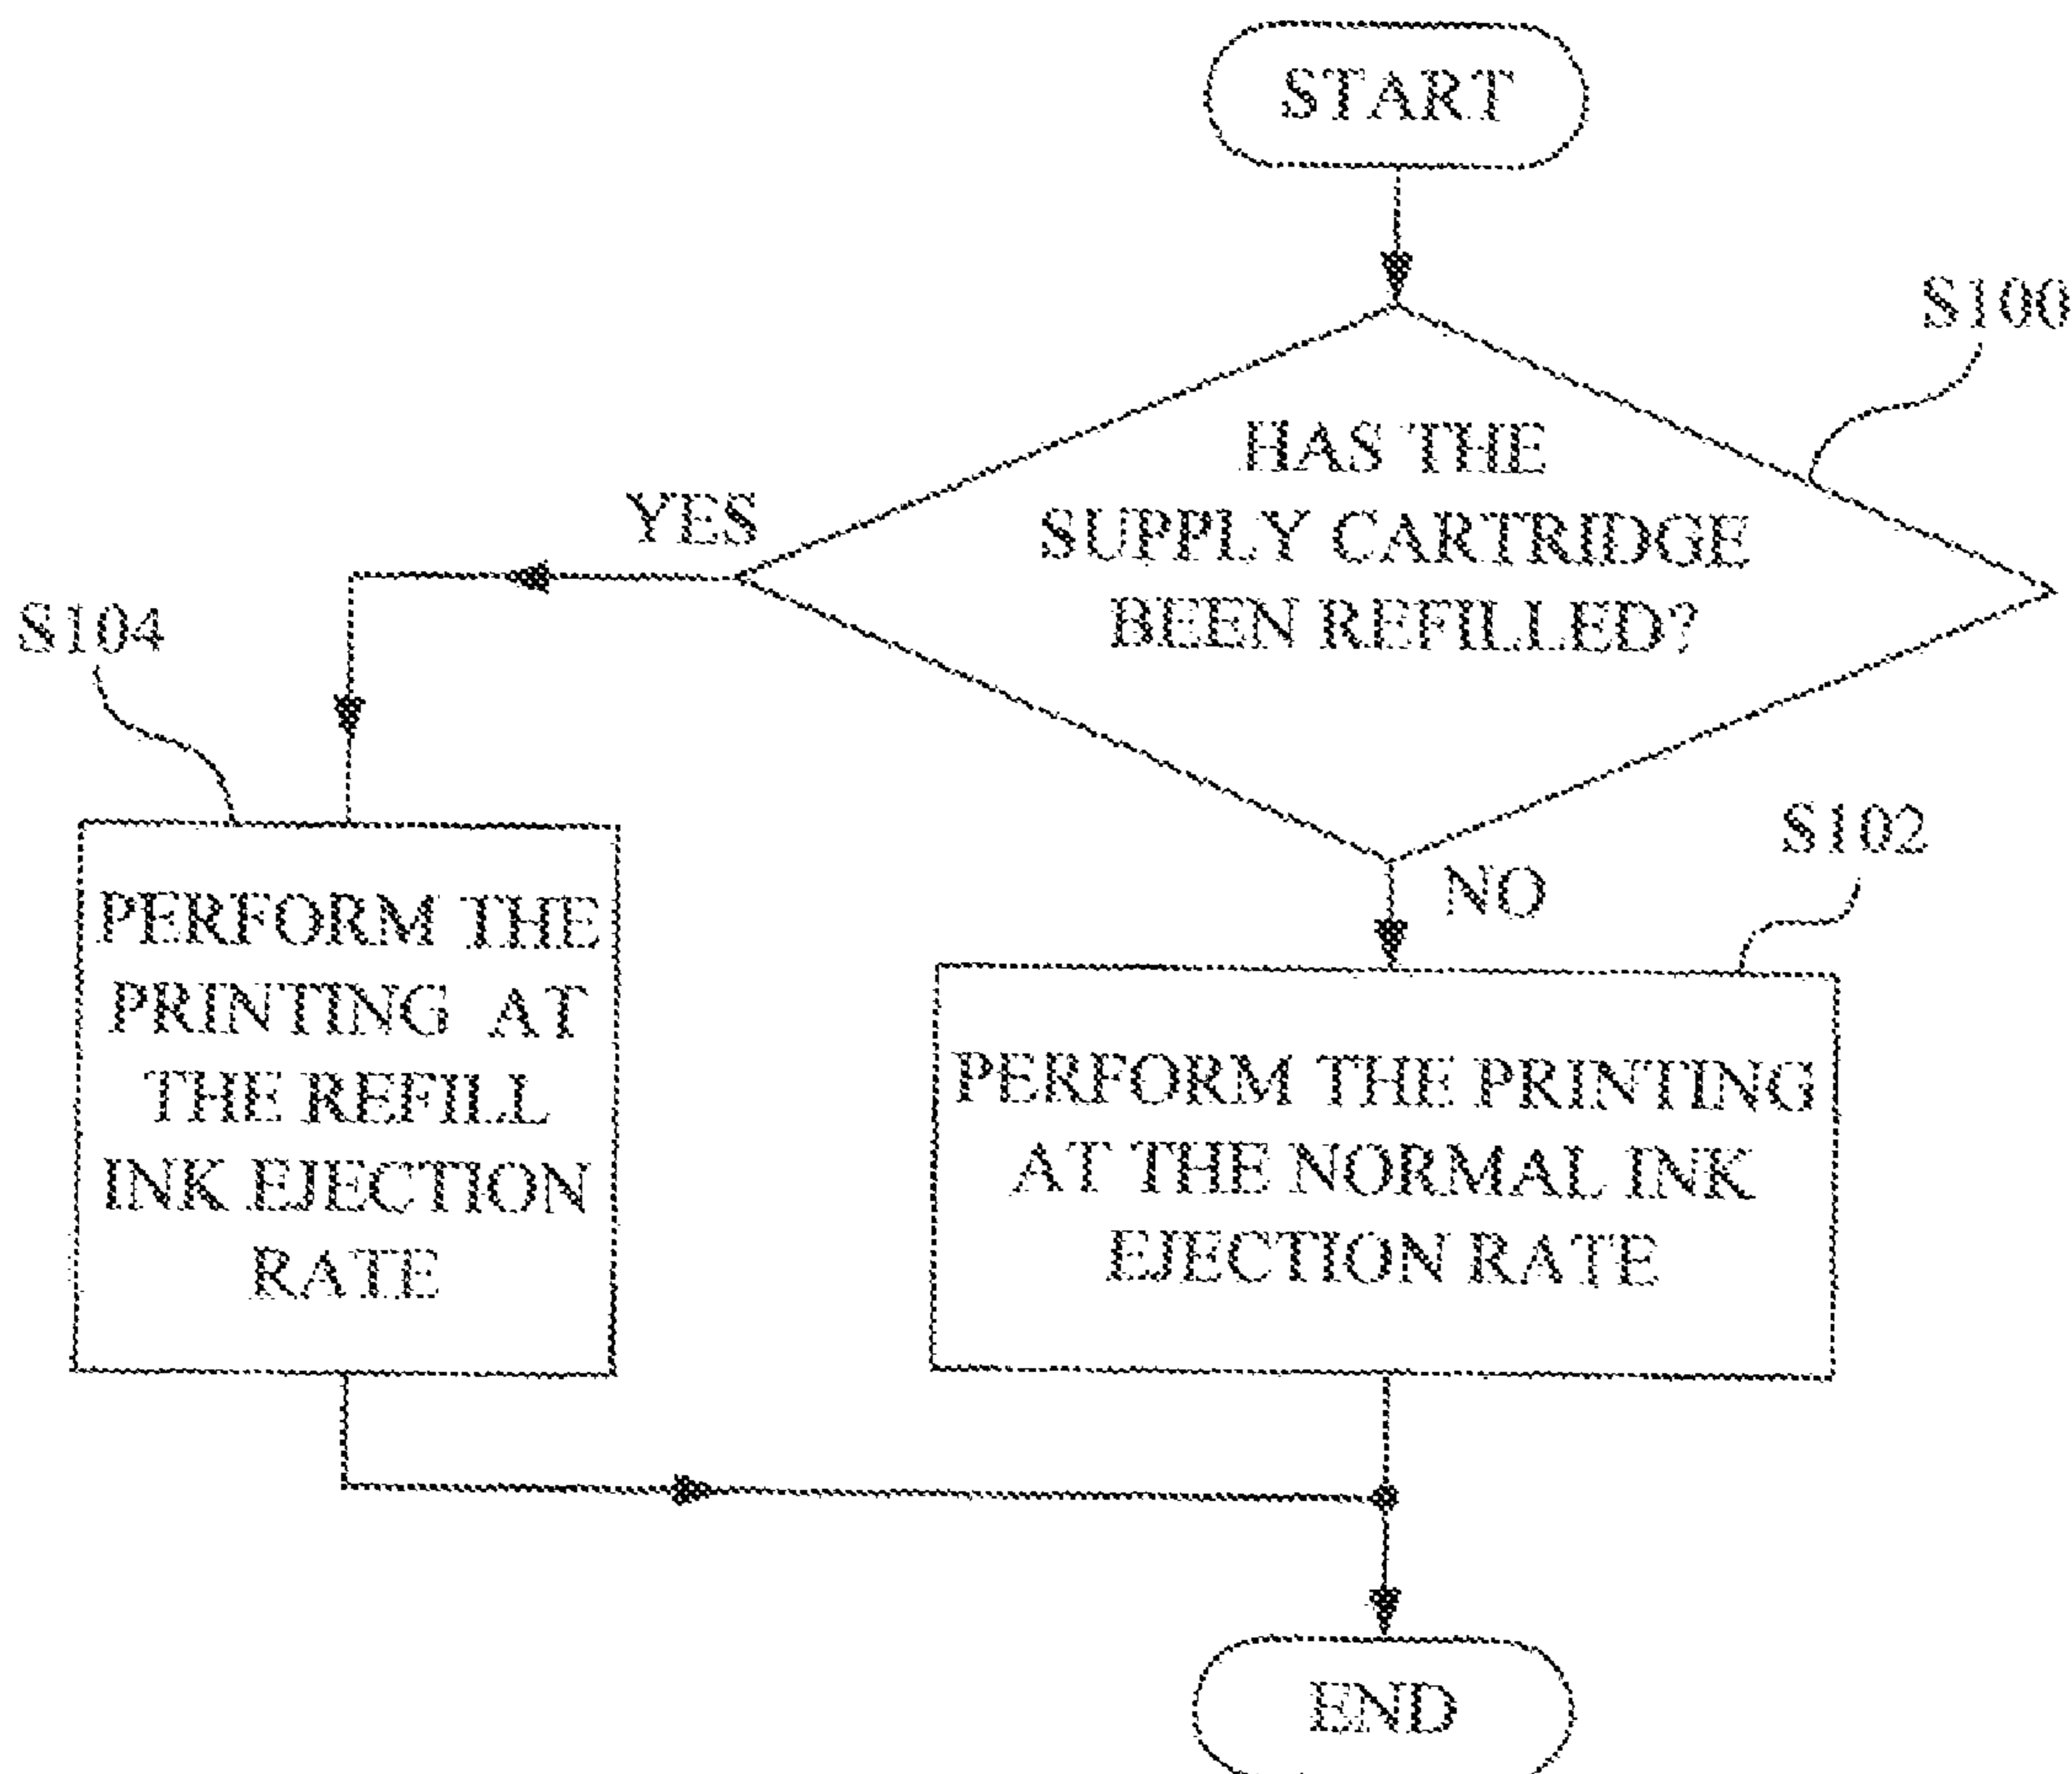 START
S100
HAS THE
SUPPLY CARTRIDGE
BEEN REFILLED?
YES
S104
NO
S102
PERFORM THE
PRINTING AT
THE REFILL
INK EJECTION
RATE
PERFORM THE PRINTING
AT THE NORMAL INK
EJECTION RATE
END